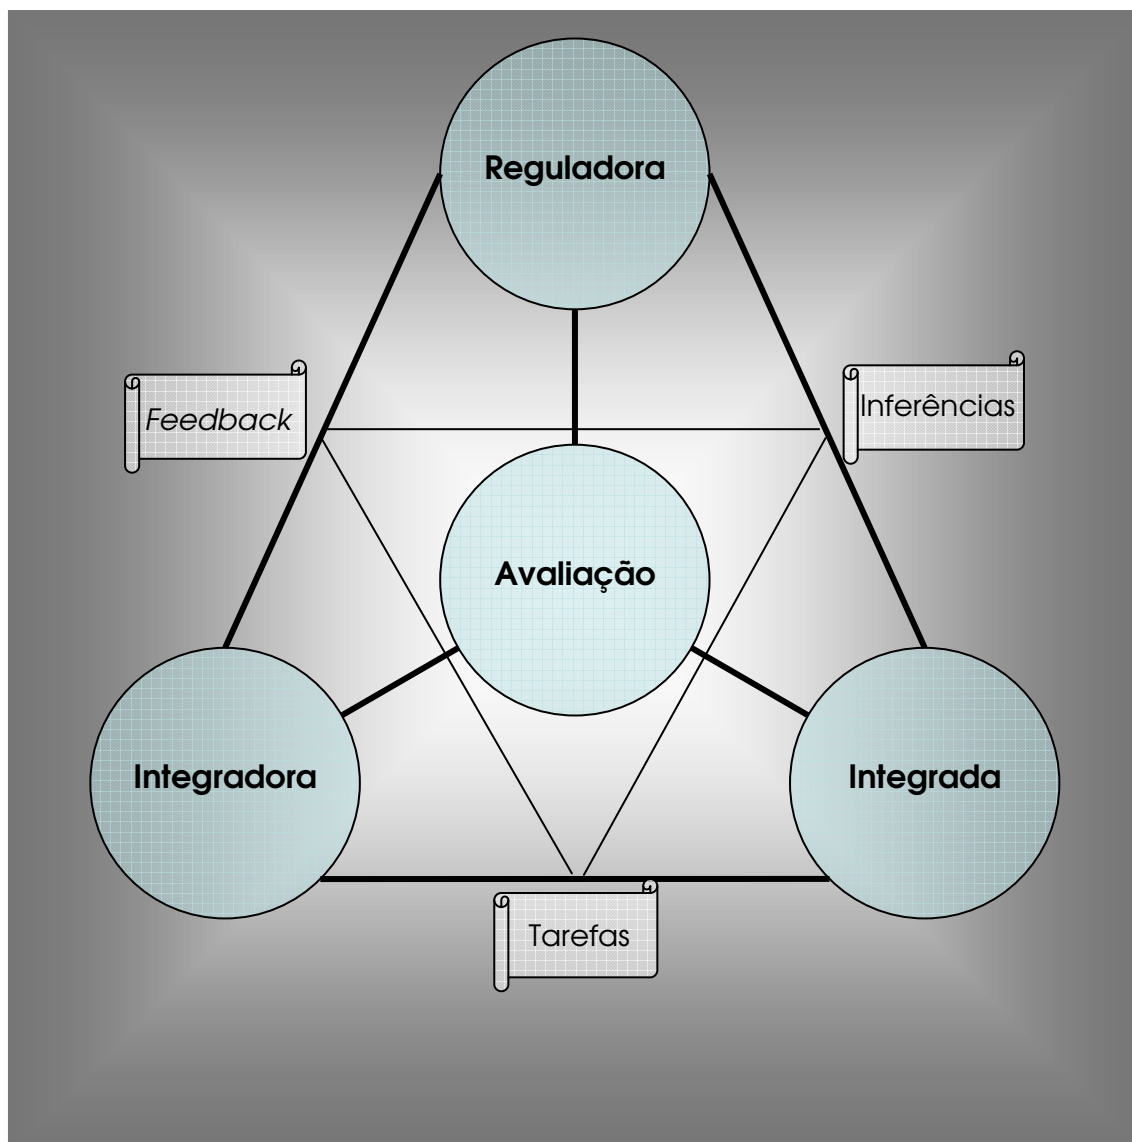 Reguladora
Feedback
Inferências
Avaliação
Integradora
Integrada
Tarefas